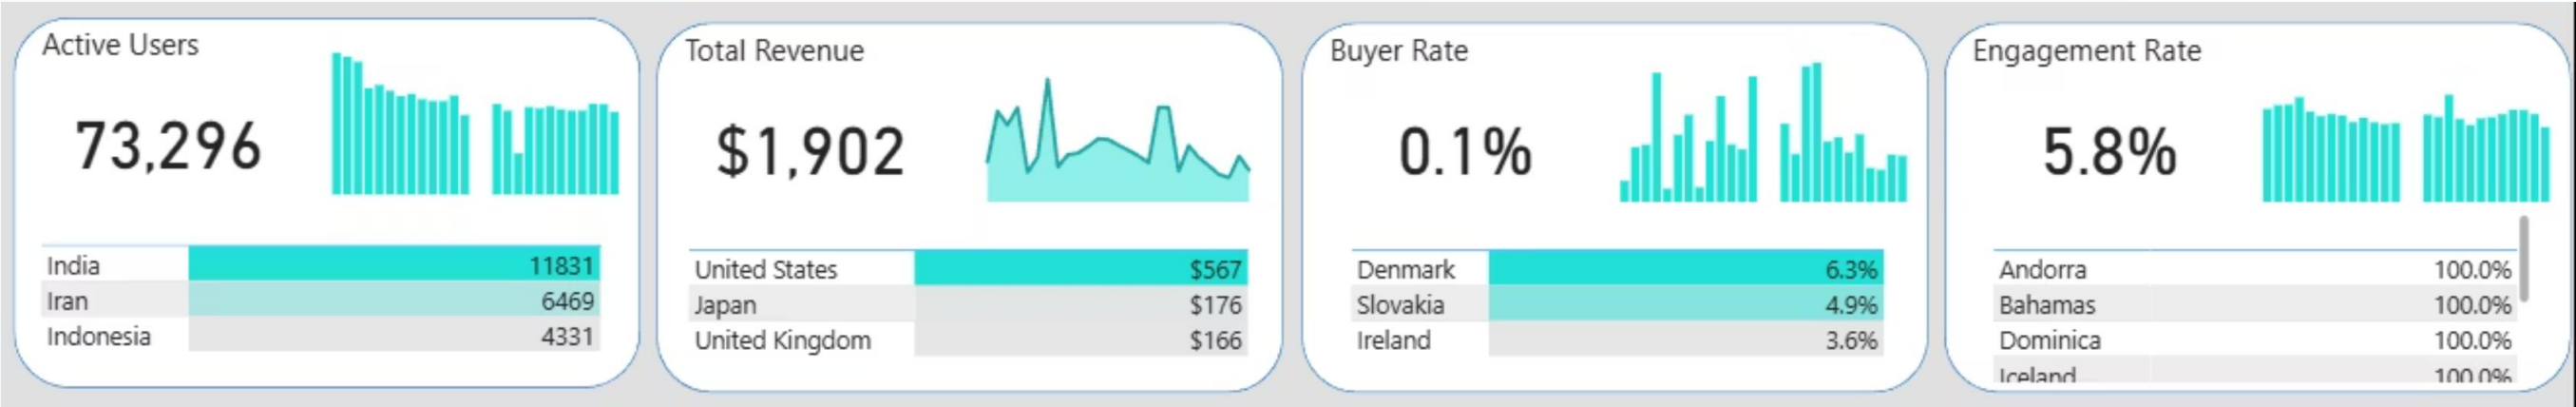 Active Users
73,296
India 11831
Iran 6469
Indonesia 4331
Total Revenue
$1,902
United States $567
Japan $176
United Kingdom $166
Buyer Rate
0.1%
Denmark 6.3%
Slovakia 4.9%
Ireland 3.6%
Engagement Rate
5.8%
Andorra 100.0%
Bahamas 100.0%
Dominica 100.0%
Iceland 100.0%